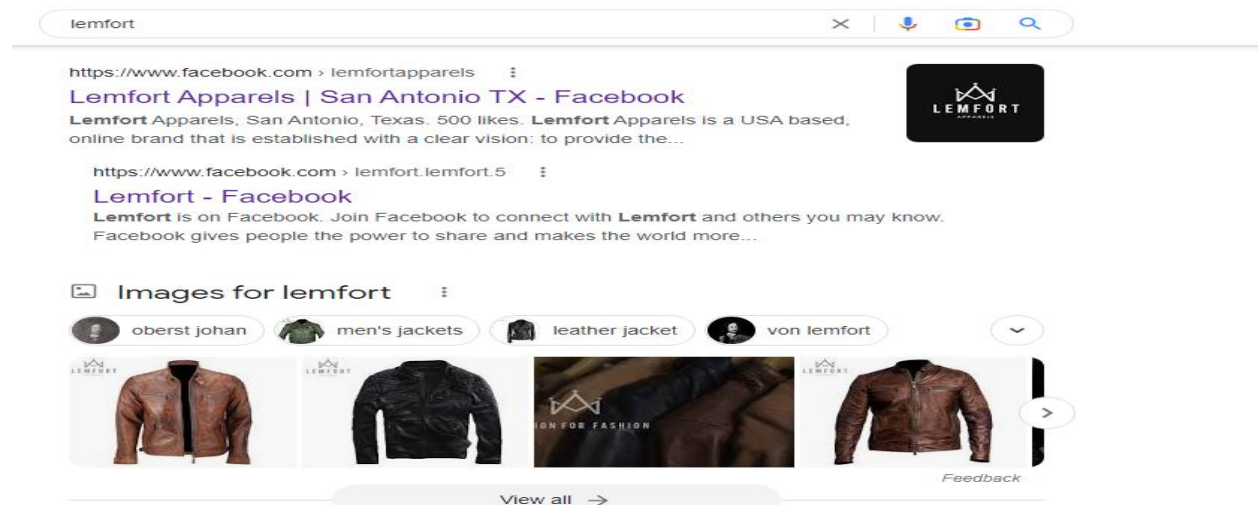 lemfort
https://www.facebook.com › lemfortapparels
Lemfort Apparels | San Antonio TX - Facebook
Lemfort Apparels, San Antonio, Texas. 500 likes. Lemfort Apparels is a USA based,
online brand that is established with a clear vision: to provide the...
LEMFORT
APPARELS
https://www.facebook.com › lemfort.lemfort.5
Lemfort - Facebook
Lemfort is on Facebook. Join Facebook to connect with Lemfort and others you may know.
Facebook gives people the power to share and makes the world more...
Images for lemfort
oberst johan
men's jackets
leather jacket
von lemfort
LEMFORT
LEMFORT
ION FOR FASHION
LEMFORT
Feedback
View all